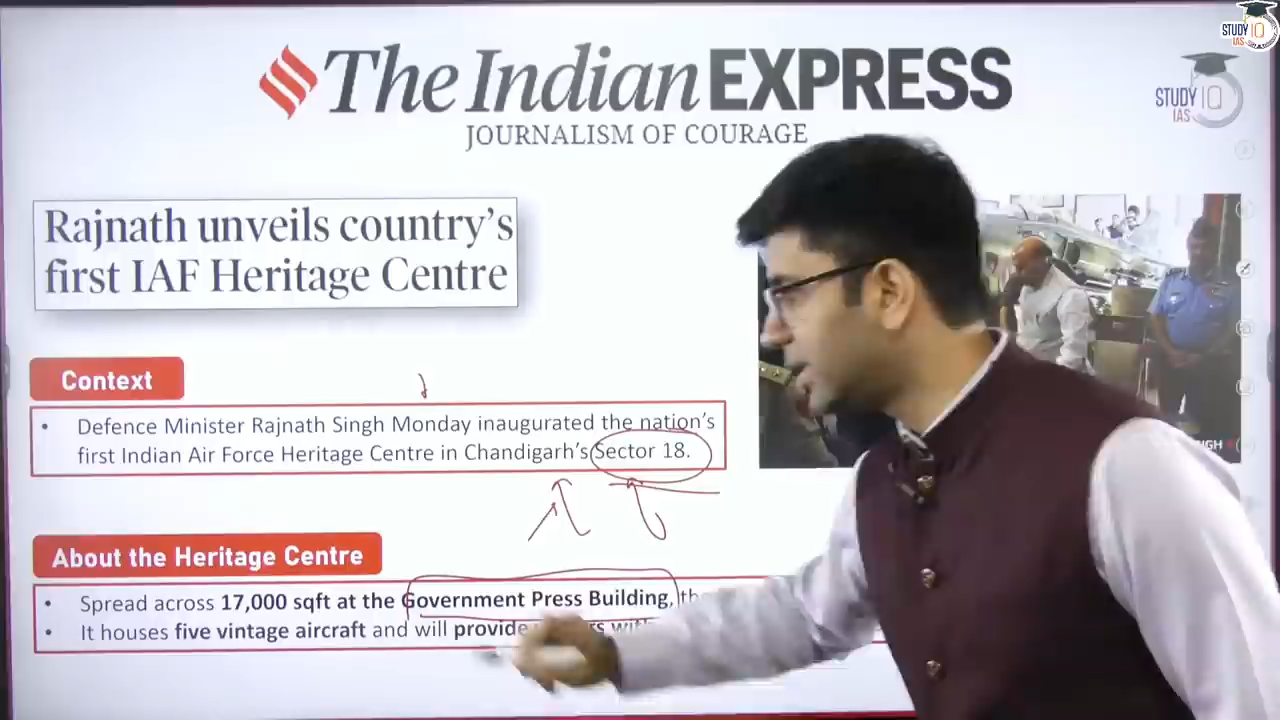 The Indian EXPRESS
JOURNALISM OF COURAGE
STUDY IQ
IAS
STUDY IQ
IAS
Rajnath unveils country's
first IAF Heritage Centre
Context
• Defence Minister Rajnath Singh Monday inaugurated the nation's
first Indian Air Force Heritage Centre in Chandigarh's Sector 18.
About the Heritage Centre
• Spread across 17,000 sqft at the Government Press Building,
• It houses five vintage aircraft and will provide